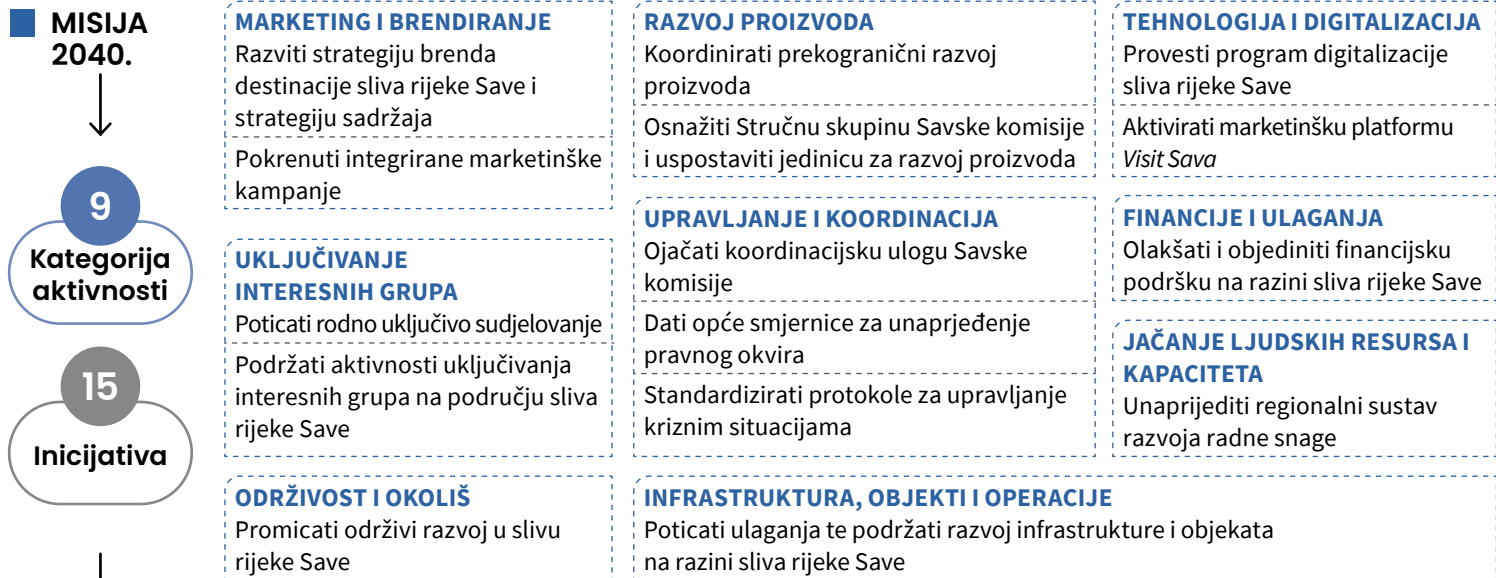 MISIJA
2040.
9
Kategorija
aktivnosti
15
Inicijativa
MARKETING I BRENDIRANJE
Razviti strategiju brenda
destinacije sliva rijeke Save i
strategiju sadržaja
Pokrenuti integrirane marketinške
kampanje
UKLJUČIVANJE
INTERESNIH GRUPA
Poticati rodno uključivo sudjelovanje
Podržati aktivnosti uključivanja
interesnih grupa na području sliva
rijeke Save
ODRŽIVOST I OKOLIŠ
Promicati održivi razvoj u slivu
rijeke Save
RAZVOJ PROIZVODA
Koordinirati prekogranični razvoj
proizvoda
Osnažiti Stručnu skupinu Savske komisije
i uspostaviti jedinicu za razvoj proizvoda
UPRAVLJANJE I KOORDINACIJA
Ojačati koordinacijsku ulogu Savske
komisije
Dati opće smjernice za unaprjeđenje
pravnog okvira
Standardizirati protokole za upravljanje
kriznim situacijama
TEHNOLOGIJA I DIGITALIZACIJA
Provesti program digitalizacije
sliva rijeke Save
Aktivirati marketinšku platformu
Visit Sava
FINANCIJE I ULAGANJA
Olakšati i objediniti financijsku
podršku na razini sliva rijeke Save
JAČANJE LJUDSKIH RESURSA I
KAPACITETA
Unaprijediti regionalni sustav
razvoja radne snage
INFRASTRUKTURA, OBJEKTI I OPERACIJE
Poticati ulaganja te podržati razvoj infrastrukture i objekata
na razini sliva rijeke Save